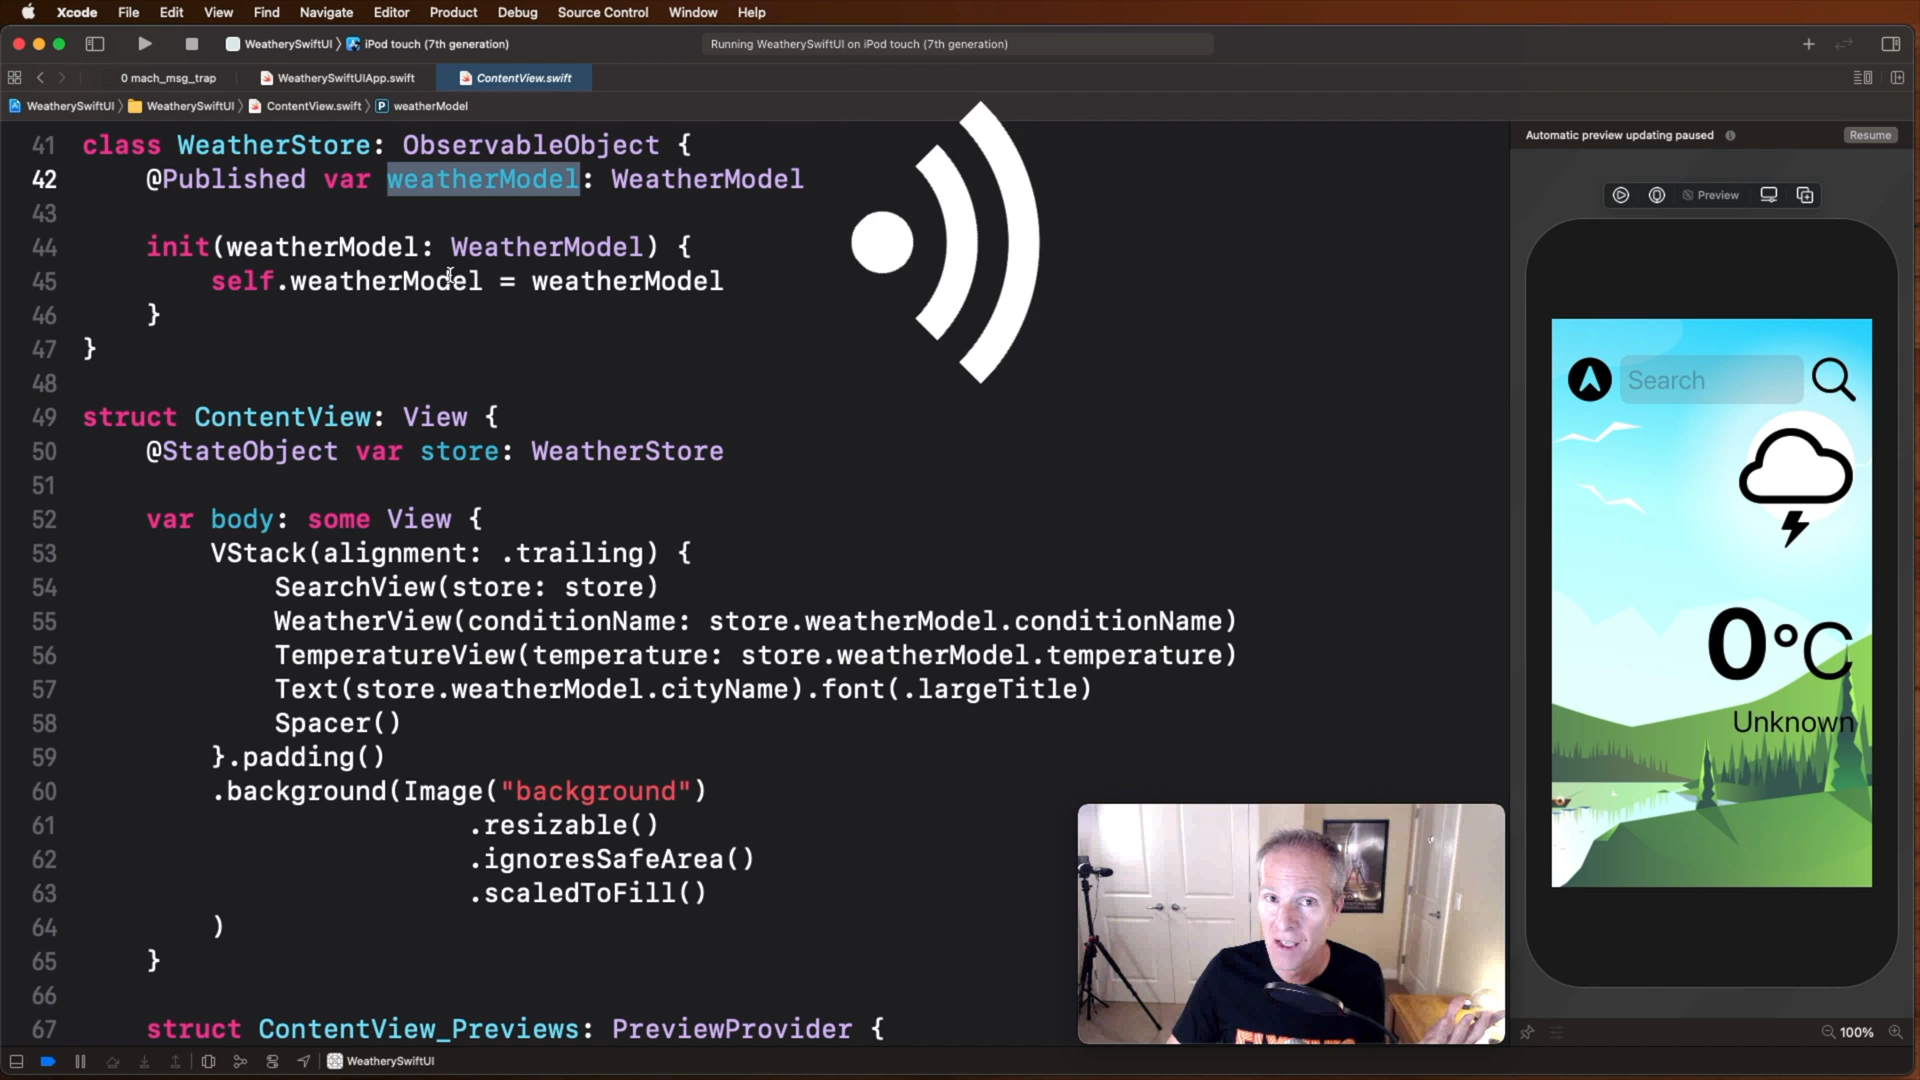 Xcode File Edit View Find Navigate Editor Product Debug Source Control Window Help
WeatherySwiftUI iPod touch (7th generation)
Running WeatherySwiftUI on iPod touch (7th generation)
0 mach_msg_trap
WeatherySwiftUIApp.swift
ContentView.swift
WeatherySwiftUI WeatherySwiftUI ContentView.swift P weatherModel
41 class WeatherStore: ObservableObject {
42 @Published var weatherModel: WeatherModel
43
44 init(weatherModel: WeatherModel) {
45 self.weatherModel = weatherModel
46 }
47 }
48
49 struct ContentView: View {
50 @StateObject var store: WeatherStore
51
52 var body: some View {
53 VStack(alignment: .trailing) {
54 SearchView(store: store)
55 WeatherView(conditionName: store.weatherModel.conditionName)
56 TemperatureView(temperature: store.weatherModel.temperature)
57 Text(store.weatherModel.cityName).font(.largeTitle)
58 Spacer()
59 }.padding()
60 .background(Image("background")
61 .resizable()
62 .ignoresSafeArea()
63 .scaledToFill()
64 )
65 }
66
67 struct ContentView_Previews: PreviewProvider {
Automatic preview updating paused
Resume
Preview
Search
0°C
Unknown
100%
WeatherySwiftUI